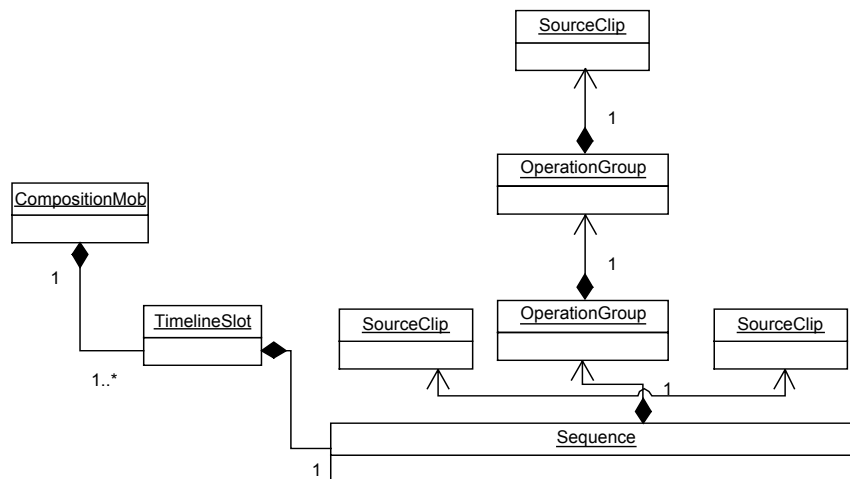 SourceClip
1
OperationGroup
CompositionMob
1
1
TimelineSlot
SourceClip
OperationGroup
SourceClip
1..*
1
Sequence
1